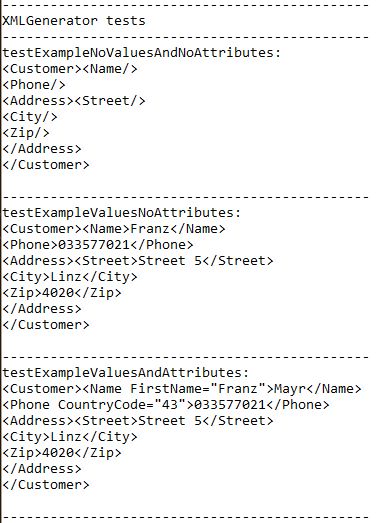 --------------------------------------------
XMLGenerator tests
--------------------------------------------
testExampleNoValuesAndNoAttributes:
<Customer><Name/>
<Phone/>
<Address><Street/>
<City/>
<Zip/>
</Address>
</Customer>
--------------------------------------------
testExampleValuesNoAttributes:
<Customer><Name>Franz</Name>
<Phone>033577021</Phone>
<Address><Street>Street 5</Street>
<City>Linz</City>
<Zip>4020</Zip>
</Address>
</Customer>
--------------------------------------------
testExampleValuesAndAttributes:
<Customer><Name FirstName="Franz">Mayr</Name>
<Phone CountryCode="43">033577021</Phone>
<Address><Street>Street 5</Street>
<City>Linz</City>
<Zip>4020</Zip>
</Address>
</Customer>
--------------------------------------------